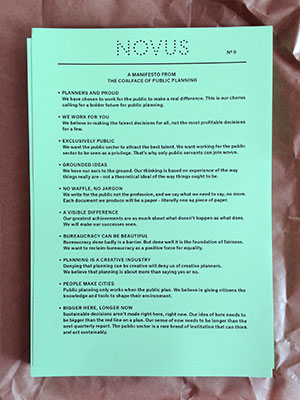 NOVUS
Nº 0
A MANIFESTO FROM
THE COALFACE OF PUBLIC PLANNING
• PLANNERS AND PROUD
We have chosen to work for the public to make a real difference. This is our chorus
calling for a bolder future for public planning.
• WE WORK FOR YOU
We believe in making the fairest decisions for all, not the most profitable decisions
for a few.
• EXCLUSIVELY PUBLIC
We want the public sector to attract the best talent. We want working for the public
sector to be seen as a privilege. That's why only public servants can join NOVUS.
• GROUNDED IDEAS
We have our ears to the ground. Our thinking is based on experience of the way
things really are – not a theoretical ideal of the way things ought to be.
• NO WAFFLE, NO JARGON
We write for the public not the profession, and we say what we need to say, no more.
Each document we produce will be a paper – literally one A4 piece of paper.
• A VISIBLE DIFFERENCE
Our greatest achievements are as much about what doesn't happen as what does.
We will make our successes seen.
• BUREAUCRACY CAN BE BEAUTIFUL
Bureaucracy done badly is a barrier. But done well it is the foundation of fairness.
We want to reclaim bureaucracy as a positive force for equality.
• PLANNING IS A CREATIVE INDUSTRY
Denying that planning can be creative will deny us of creative planners.
We believe that planning is about more than saying yes or no.
• PEOPLE MAKE CITIES
Public planning only works when the public plan. We believe in giving citizens the
knowledge and tools to shape their environment.
• BIGGER HERE, LONGER NOW
Sustainable decisions aren't made right here, right now. Our idea of here needs to
be bigger than the red line on a plan. Our sense of now needs to be longer than the
next quarterly report. The public sector is a rare breed of institution that can think
and act sustainably.